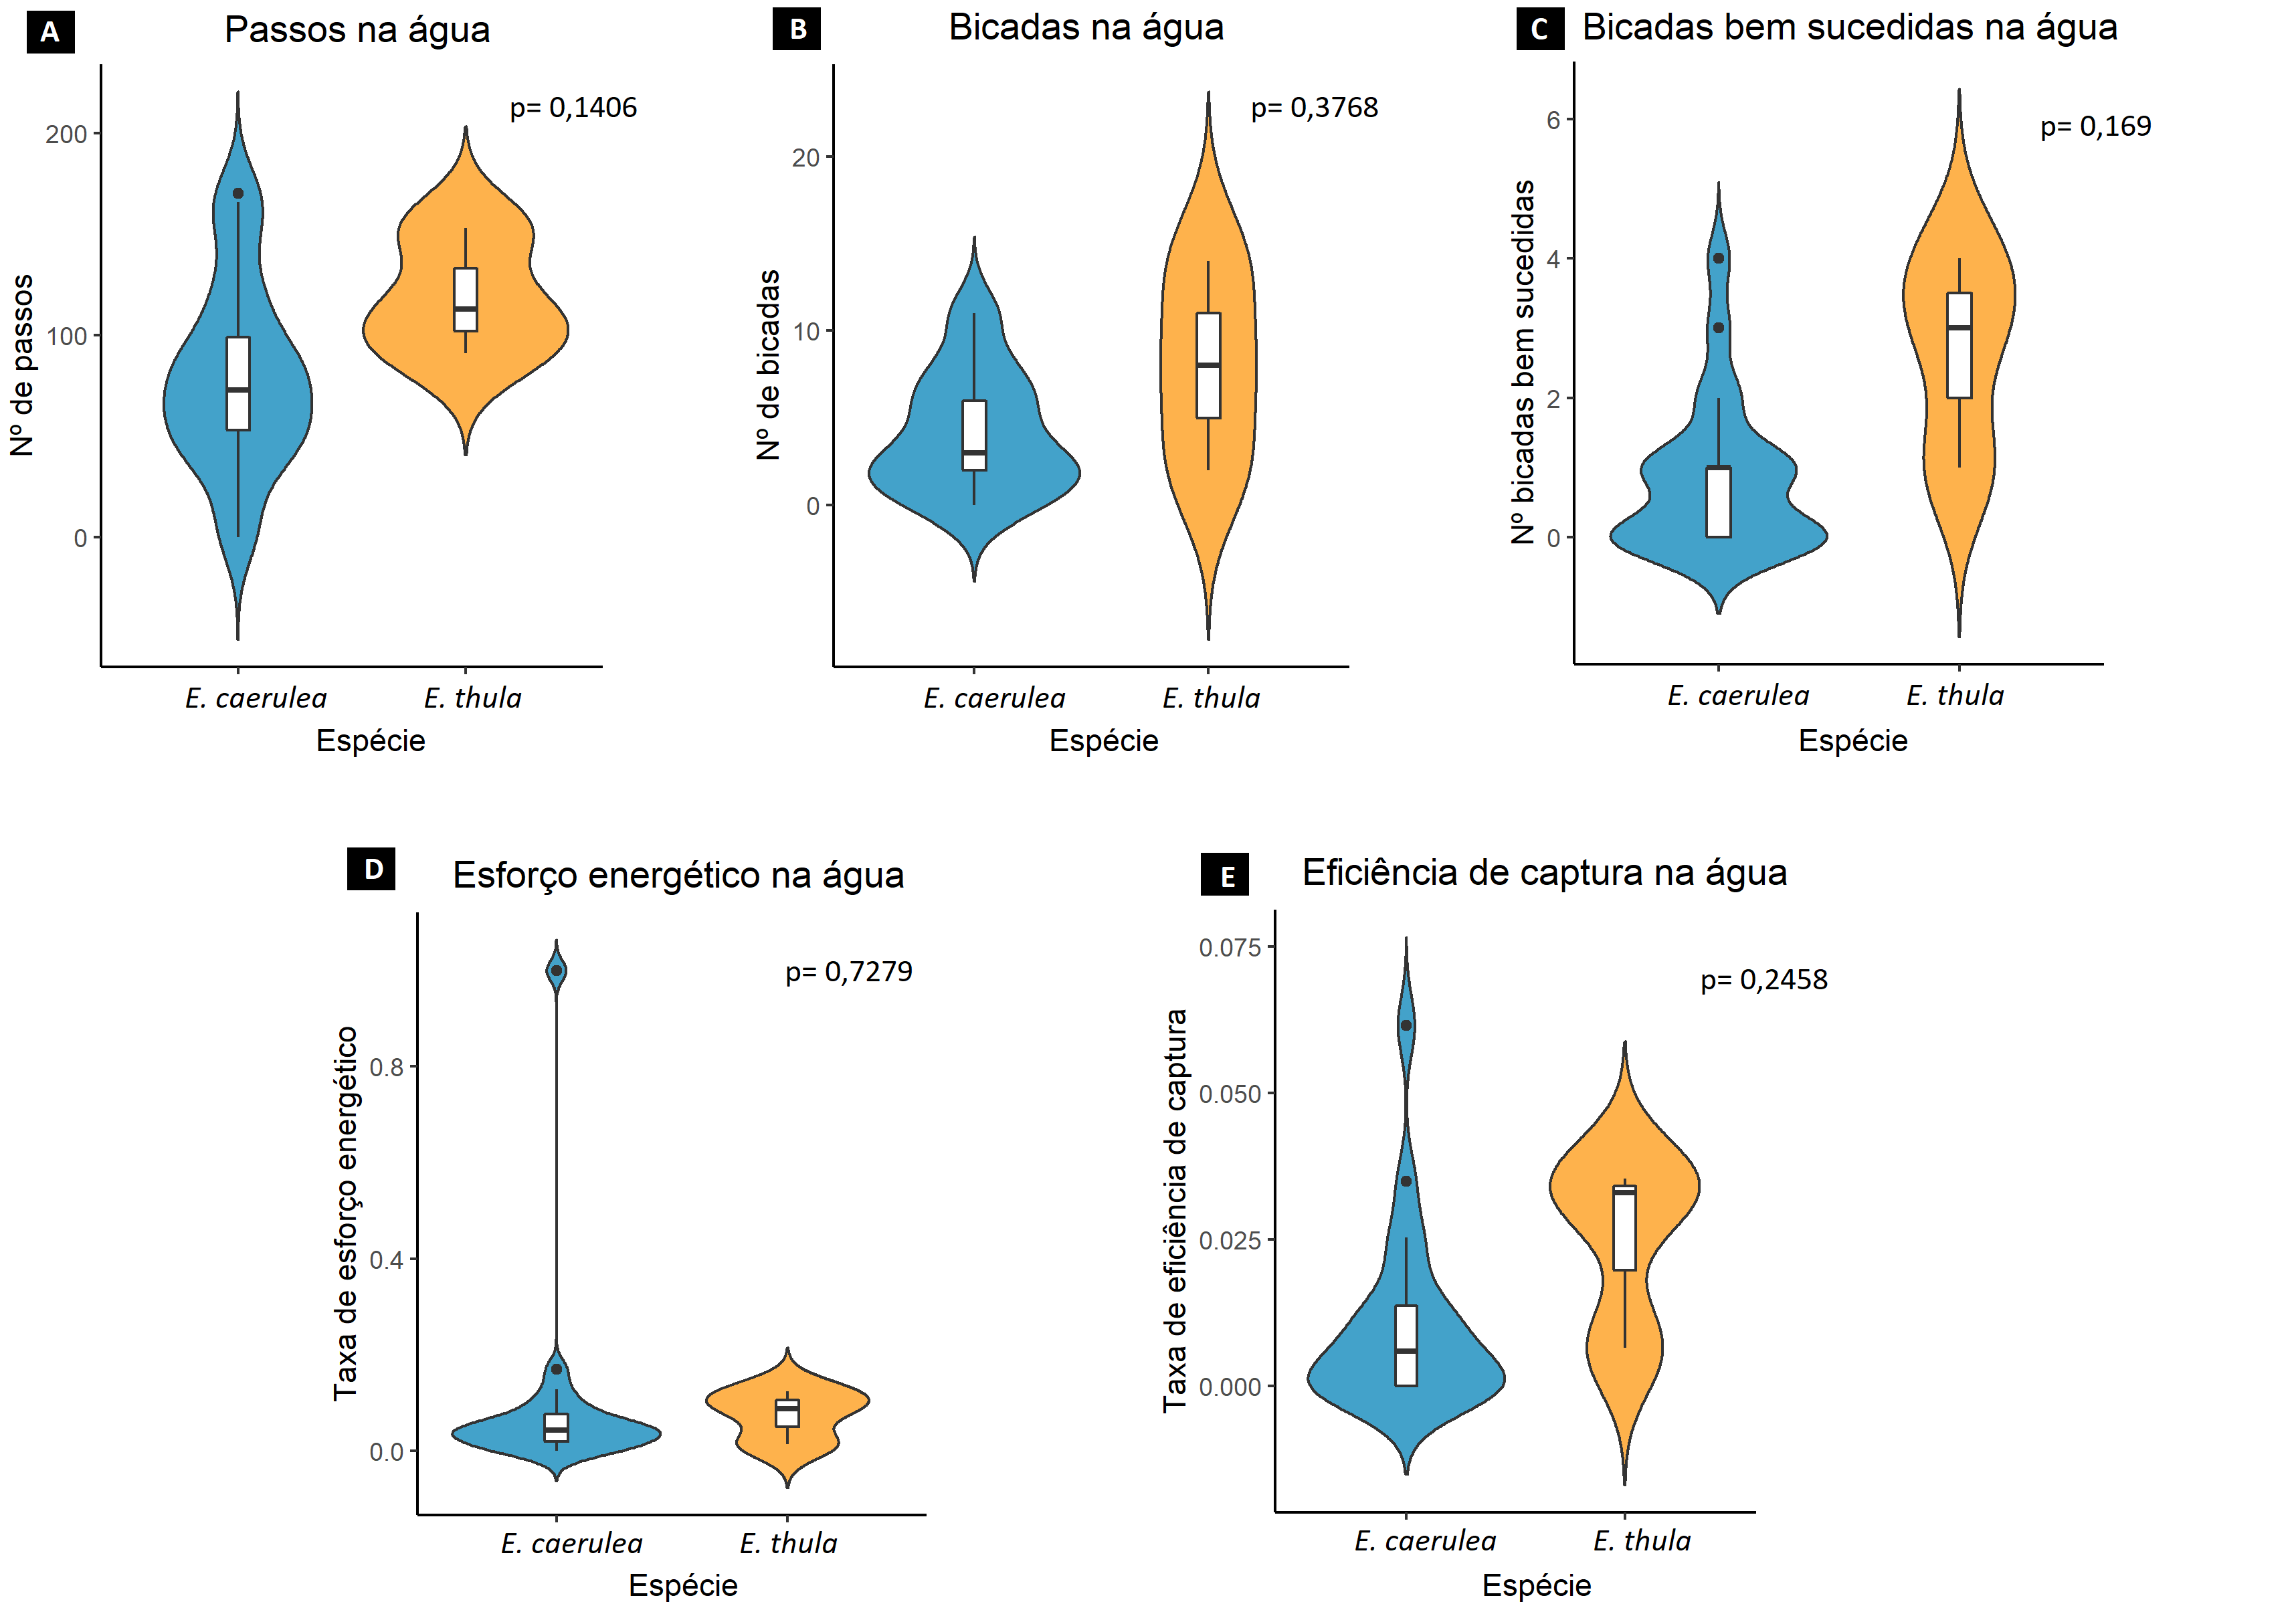 A Passos na água
p= 0,1406
Nº de passos
200
100
0
E. caerulea E. thula
Espécie
B Bicadas na água
p= 0,3768
Nº de bicadas
20
10
0
E. caerulea E. thula
Espécie
C Bicadas bem sucedidas na água
p= 0,169
Nº bicadas bem sucedidas
6
4
2
0
E. caerulea E. thula
Espécie
D Esforço energético na água
p= 0,7279
Taxa de esforço energético
0.8
0.4
0.0
E. caerulea E. thula
Espécie
E Eficiência de captura na água
p= 0,2458
Taxa de eficiência de captura
0.075
0.050
0.025
0.000
E. caerulea E. thula
Espécie